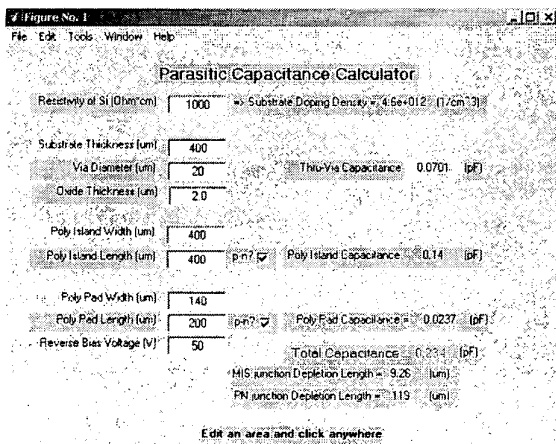 Figure No. 1
File Edit Tools Window Help
Parasitic Capacitance Calculator
Resistivity of Si (Ohm*cm) 1000 => Substrate Doping Density = 4.6e+012 (1/cm^3)
Substrate Thickness (um) 400
Via Diameter (um) 20 Thru-Via Capacitance 0.0701 (pF)
Oxide Thickness (um) 2.0
Poly Island Width (um) 400
Poly Island Length (um) 400 p-n? Poly Island Capacitance = 0.14 (pF)
Poly Pad Width (um) 140
Poly Pad Length (um) 200 p-n? Poly Pad Capacitance = 0.0237 (pF)
Reverse Bias Voltage (V) 50
Total Capacitance 0.234 (pF)
MIS junction Depletion Length = 9.26 (um)
PN junction Depletion Length = 119 (um)
Edit an area and click anywhere